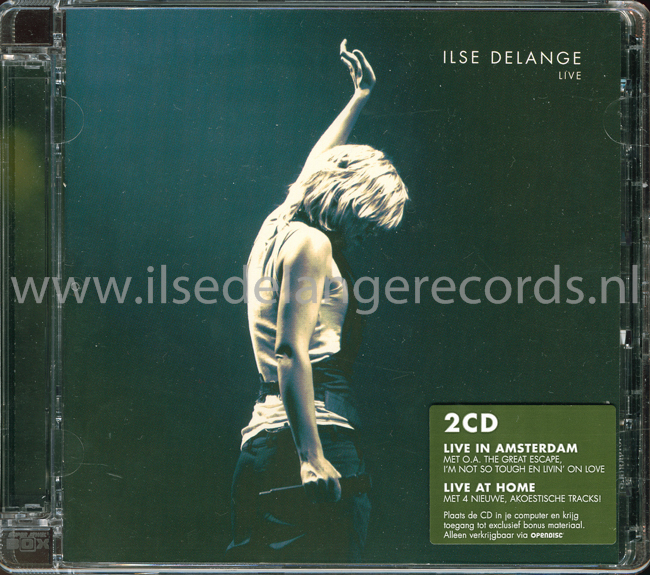 ILSE DELANGE
LIVE
www.ilsedelangerecords.nl
2CD
LIVE IN AMSTERDAM
MET O.A. THE GREAT ESCAPE,
I'M NOT SO TOUGH EN LIVIN' ON LOVE
LIVE AT HOME
MET 4 NIEUWE, AKOESTISCHE TRACKS!
Plaats de CD in je computer en krijg
toegang tot exclusief bonus materiaal.
Alleen verkrijgbaar via OPENDISC